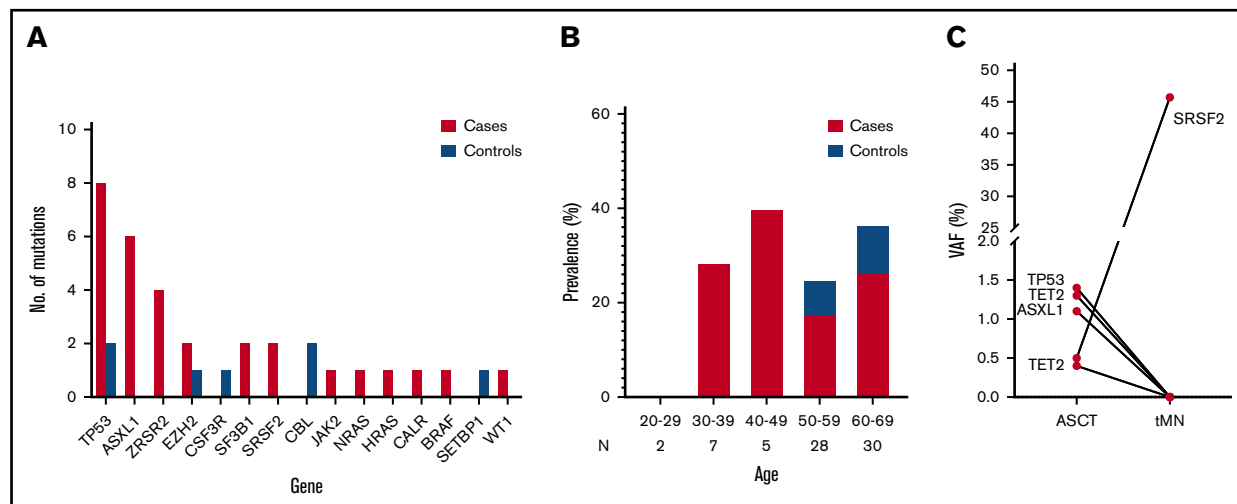 A
No. of mutations
10
8
6
4
2
0
Cases
Controls
TP53
ASXL1
ZRSR2
EZH2
CSF3R
SF3B1
SRSF2
CBL
JAK2
NRAS
HRAS
CALR
BRAF
SETBP1
WT1
Gene
B
Prevalence (%)
60
40
20
0
Cases
Controls
20-29 30-39 40-49 50-59 60-69
N 2 7 5 28 30
Age
C
VAF (%)
50
45
40
35
30
25
2.0
1.5
1.0
0.5
0.0
SRSF2
TP53
TET2
ASXL1
TET2
ASCT tMN